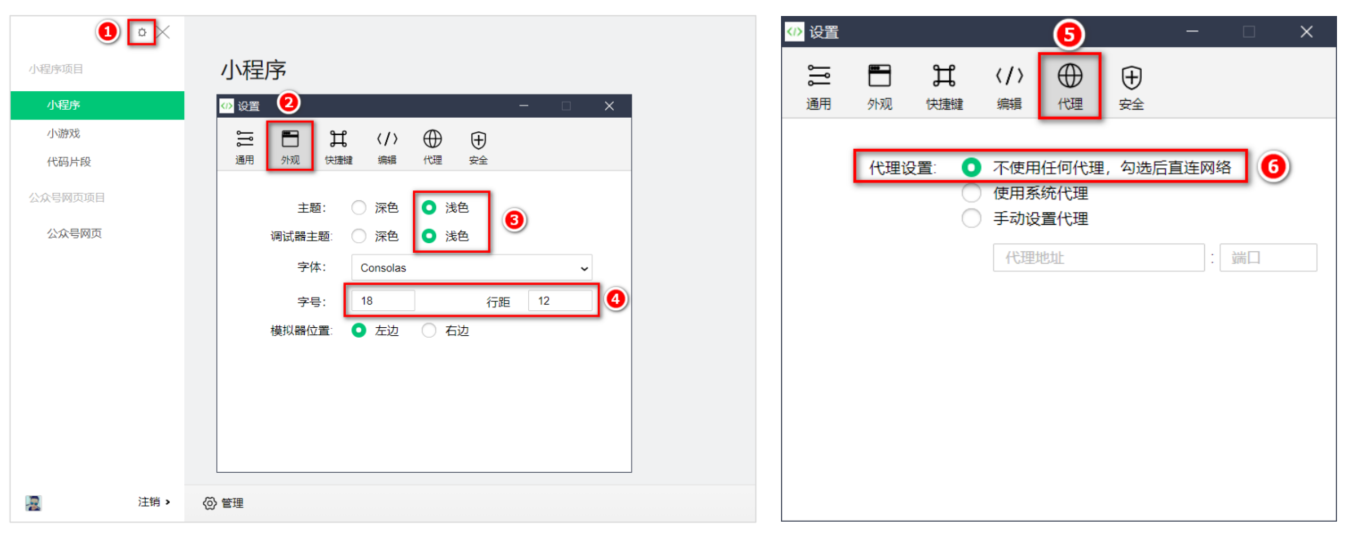 1
小程序项目
小程序
小游戏
代码片段
公众号网页项目
公众号网页
注销
小程序
设置
2
通用 外观 快捷键 编辑 代理 安全
主题: 深色 浅色
3
调试器主题: 深色 浅色
字体: Consolas
字号: 18 行距 12
4
模拟器位置: 左边 右边
管理
设置
5
通用 外观 快捷键 编辑 代理 安全
代理设置: 不使用任何代理，勾选后直连网络
6
使用系统代理
手动设置代理
代理地址 : 端口